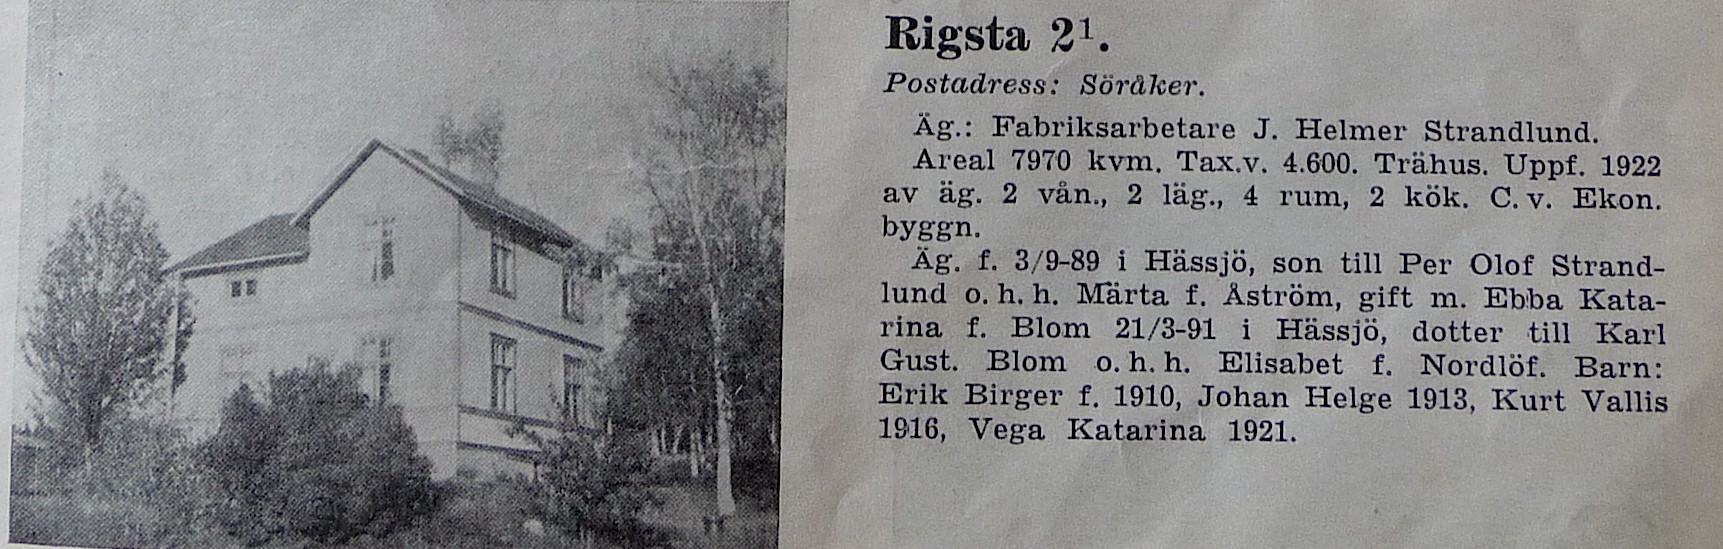 Rigsta 2¹.
Postadress: Söråker.
Äg.: Fabriksarbetare J. Helmer Strandlund.
Areal 7970 kvm. Tax.v. 4.600. Trähus. Uppf. 1922
av äg. 2 vån., 2 läg., 4 rum, 2 kök. C. v. Ekon.
byggn.
Äg. f. 3/9-89 i Hässjö, son till Per Olof Strand-
lund o. h. h. Märta f. Åström, gift m. Ebba Kata-
rina f. Blom 21/3-91 i Hässjö, dotter till Karl
Gust. Blom o. h. h. Elisabet f. Nordlöf. Barn:
Erik Birger f. 1910, Johan Helge 1913, Kurt Vallis
1916, Vega Katarina 1921.